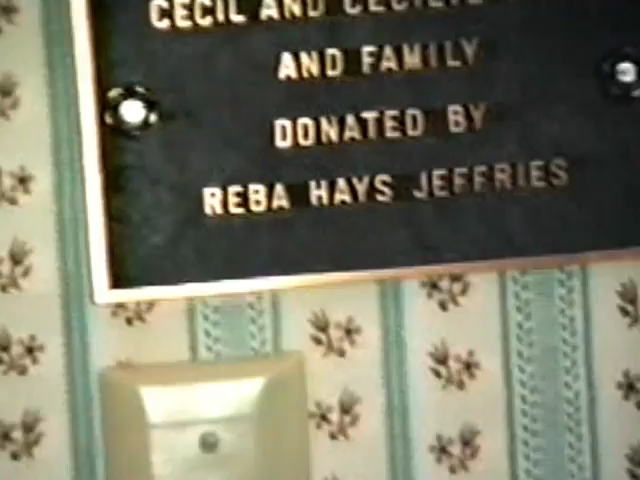 CECIL AND
AND FAMILY
DONATED BY
REBA HAYS JEFFRIES